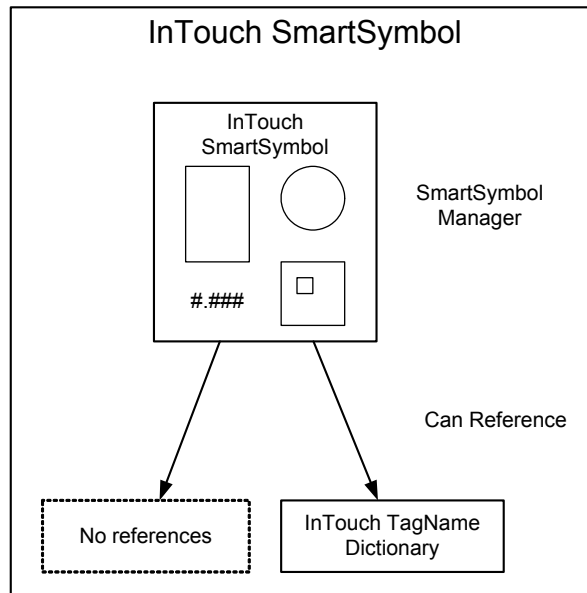 InTouch SmartSymbol
InTouch
SmartSymbol
SmartSymbol
Manager
#.###
Can Reference
No references
InTouch TagName
Dictionary